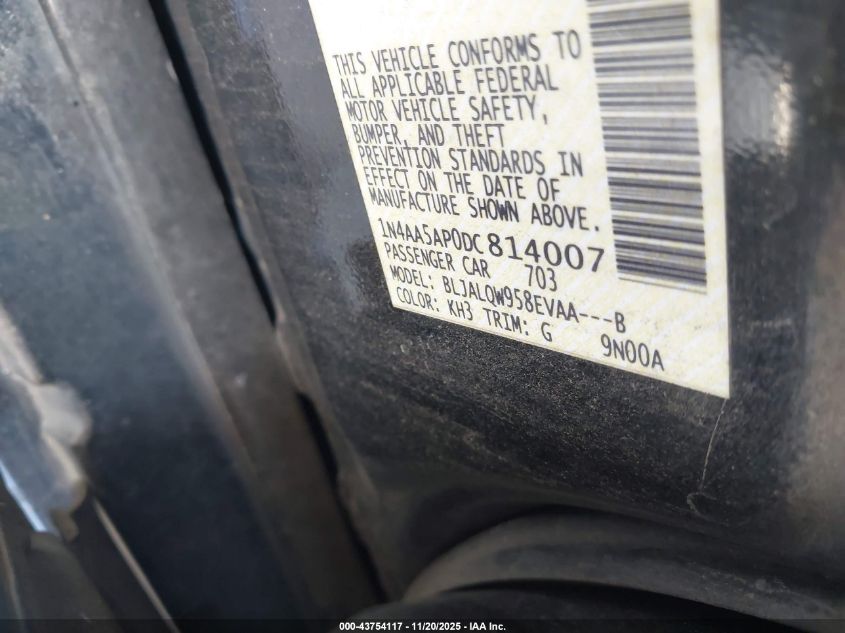 THIS VEHICLE CONFORMS TO
ALL APPLICABLE FEDERAL
MOTOR VEHICLE SAFETY,
BUMPER, AND THEFT
PREVENTION STANDARDS IN
EFFECT ON THE DATE OF
MANUFACTURE SHOWN ABOVE.
1N4AA5AP0DC814007
PASSENGER CAR 703
MODEL: BLJALQW958EVAA---B
COLOR: KH3 TRIM: G 9N00A
000-43754117 - 11/20/2025 - IAA Inc.